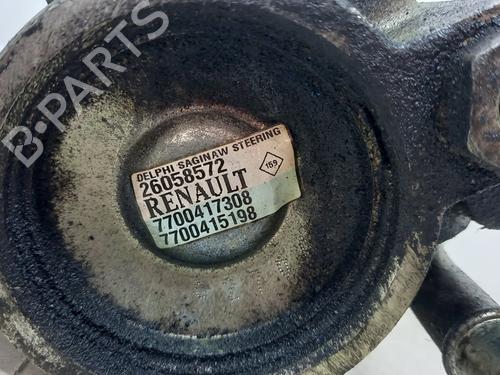 B-PARTS
DELPHI SAGINAW STEERING
26058572
159
RENAULT
7700417308
7700415198